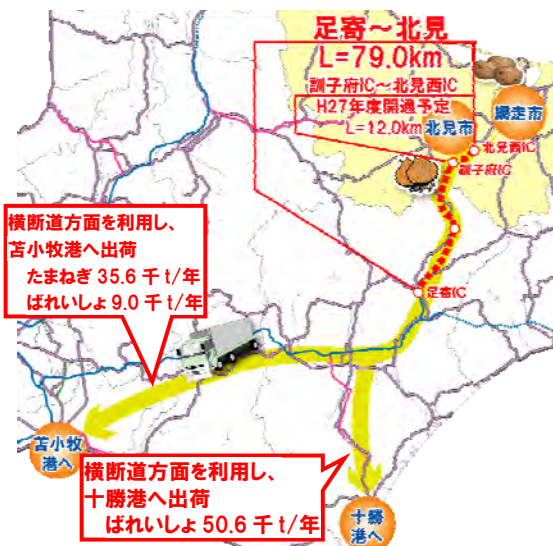 足寄～北見
L=79.0km
訓子府IC～北見西IC
H27年度開通予定
L=12.0km
北見市
網走市
北見西IC
訓子府IC
足寄IC
横断道方面を利用し、
苫小牧港へ出荷
たまねぎ 35.6 千 t/年
ばれいしょ 9.0 千 t/年
苫小牧
港へ
横断道方面を利用し、
十勝港へ出荷
ばれいしょ 50.6 千 t/年
十勝
港へ